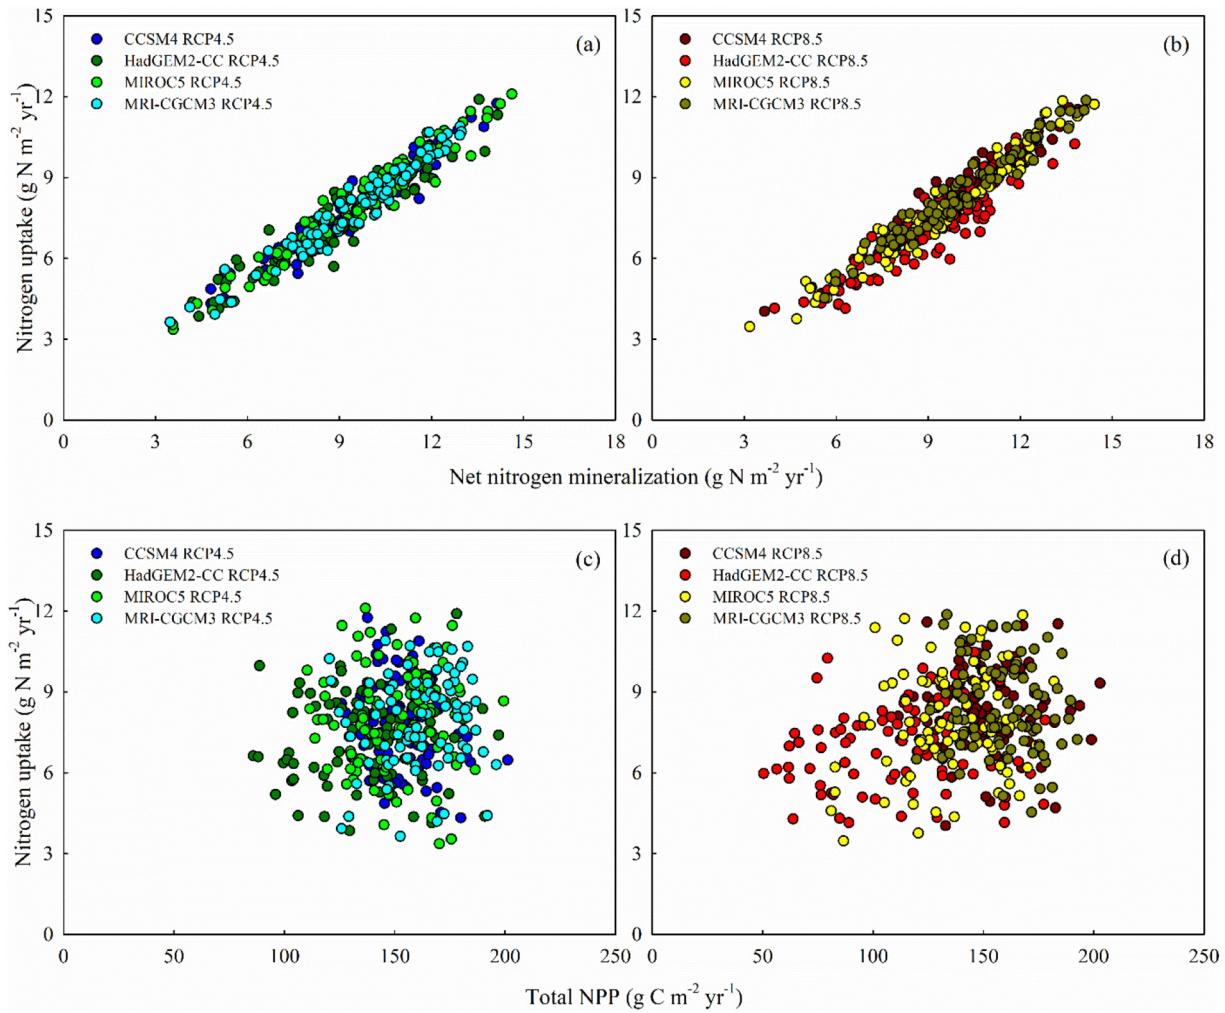 15
12
9
6
3
0
Nitrogen uptake (g N m-2 yr-1)
CCSM4 RCP4.5
HadGEM2-CC RCP4.5
MIROC5 RCP4.5
MRI-CGCM3 RCP4.5
(a)
0 3 6 9 12 15 18
15
12
9
6
3
0
CCSM4 RCP8.5
HadGEM2-CC RCP8.5
MIROC5 RCP8.5
MRI-CGCM3 RCP8.5
(b)
0 3 6 9 12 15 18
Net nitrogen mineralization (g N m-2 yr-1)
15
12
9
6
3
0
Nitrogen uptake (g N m-2 yr-1)
CCSM4 RCP4.5
HadGEM2-CC RCP4.5
MIROC5 RCP4.5
MRI-CGCM3 RCP4.5
(c)
0 50 100 150 200 250
15
12
9
6
3
0
CCSM4 RCP8.5
HadGEM2-CC RCP8.5
MIROC5 RCP8.5
MRI-CGCM3 RCP8.5
(d)
0 50 100 150 200 250
Total NPP (g C m-2 yr-1)